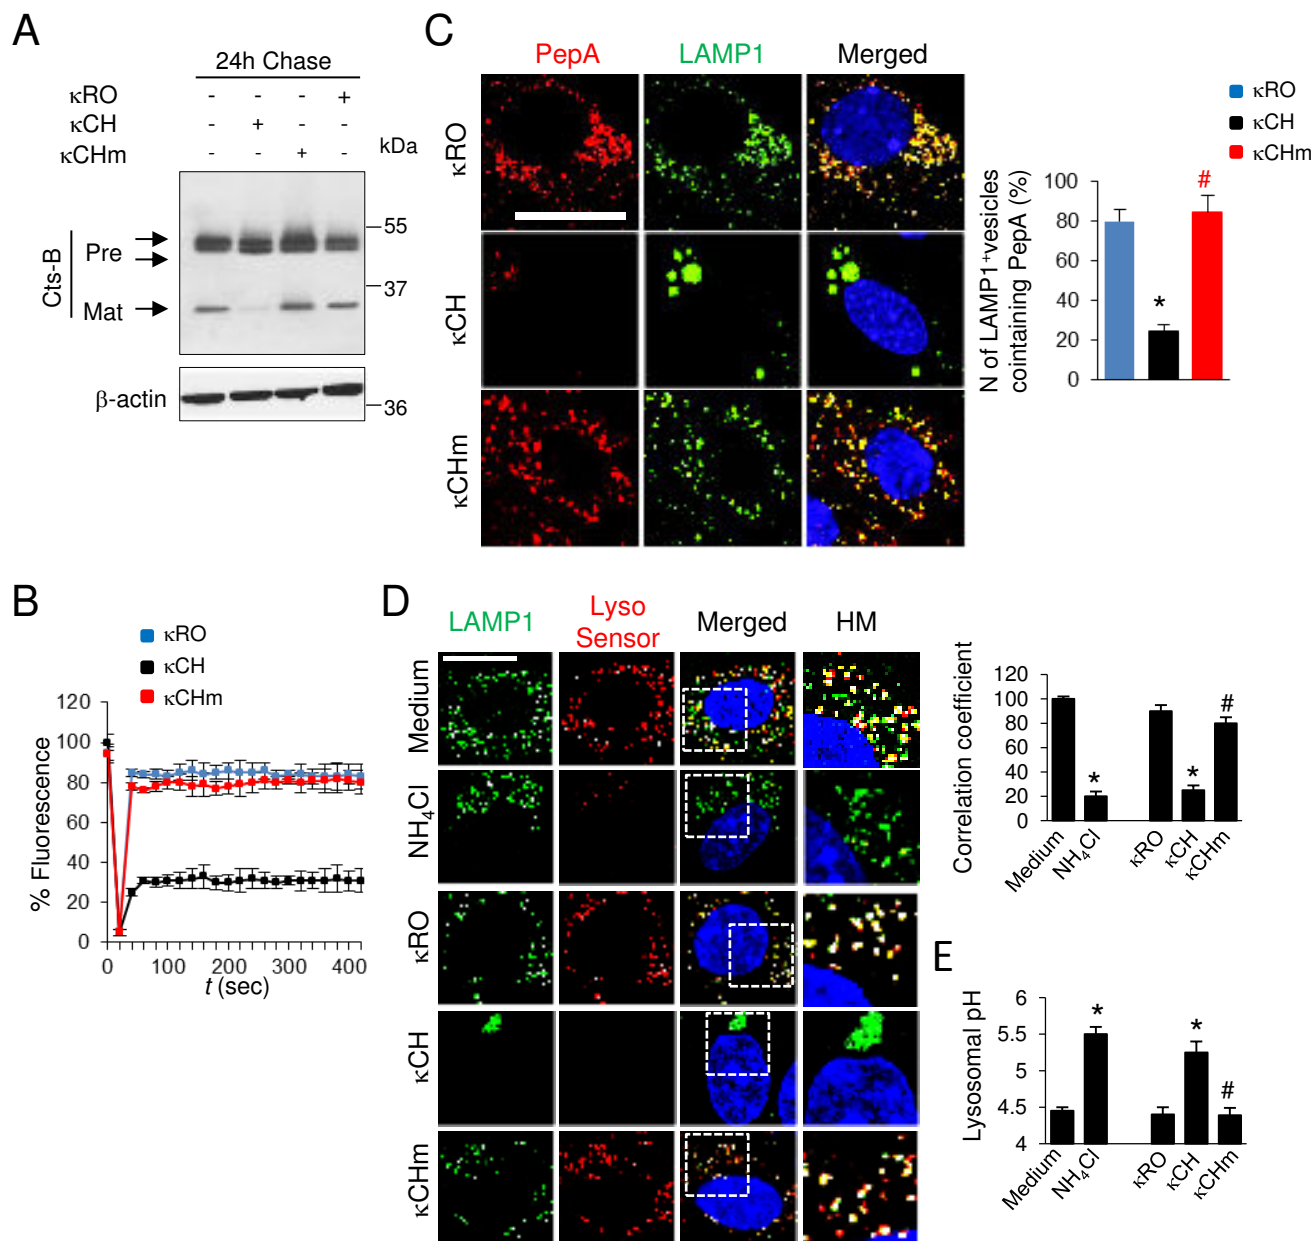 A
24h Chase
κRO - - - +
κCH - + - -
κCHm - - + -
kDa
55
Cts-B
Pre
37
Mat
β-actin
36
C
PepA LAMP1 Merged
κRO
κCH
κCHm
κRO
κCH
κCHm
N of LAMP1+vesicles
containing PepA (%)
100
80
60
40
20
0
*
#
B
κRO
κCH
κCHm
% Fluorescence
120
100
80
60
40
20
0
0 100 200 300 400
t (sec)
D
LAMP1 Lyso Sensor Merged HM
Medium
NH4Cl
κRO
κCH
κCHm
Correlation coefficient
120
100
80
60
40
20
0
* * #
Medium NH4Cl κRO κCH κCHm
E
Lysosomal pH
6
5.5
5
4.5
4
* * #
Medium NH4Cl κRO κCH κCHm